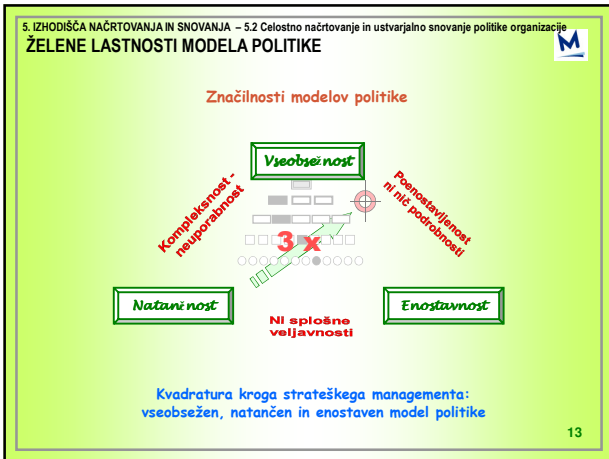 5. IZHODIŠČA NAČRTOVANJA IN SNOVANJA – 5.2 Celostno načrtovanje in ustvarjalno snovanje politike organizacije
ŽELENE LASTNOSTI MODELA POLITIKE
M
Značilnosti modelov politike
Vseobsežnost
Kompleksnost -
neuporabnost
Poenostavljenost
ni nič podrobnosti
3 x
Natančnost
Enostavnost
Ni splošne
veljavnosti
Kvadratura kroga strateškega managementa:
vseobsežen, natančen in enostaven model politike
13